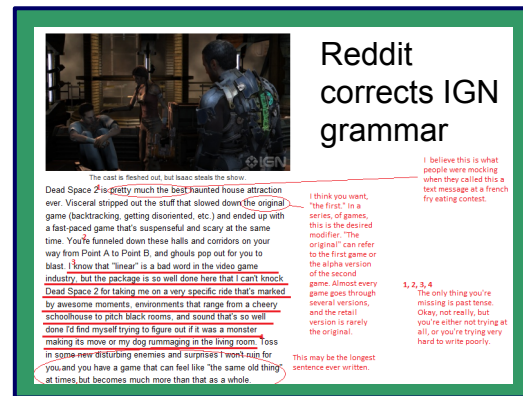 Reddit
corrects IGN
grammar
IGN
The cast is fleshed out, but Isaac steals the show.
Dead Space 2 is pretty much the best haunted house attraction
ever. Visceral stripped out the stuff that slowed down the original
game (backtracking, getting disoriented, etc.) and ended up with
a fast-paced game that's suspenseful and scary at the same
time. You're funneled down these halls and corridors on your
way from Point A to Point B, and ghouls pop out for you to
blast. I know that "linear" is a bad word in the video game
industry, but the package is so well done here that I can't knock
Dead Space 2 for taking me on a very specific ride that's marked
by awesome moments, environments that range from a cheery
schoolhouse to pitch black rooms, and sound that's so well
done I'd find myself trying to figure out if it was a monster
making its move or my dog rummaging in the living room. Toss
in some new disturbing enemies and surprises I won't ruin for
you and you have a game that can feel like "the same old thing"
at times,but becomes much more than that as a whole.
1
2
3
4
I believe this is what
people were mocking
when they called this a
text message at a french
fry eating contest.
I think you want,
"the first." In a
series, of games,
this is the desired
modifier. "The
original" can refer
to the first game or
the alpha version
of the second
game. Almost every
game goes through
several versions,
and the retail
version is rarely
the original.
1, 2, 3, 4
The only thing you're
missing is past tense.
Okay, not really, but
you're either not trying at
all, or you're trying very
hard to write poorly.
This may be the longest
sentence ever written.